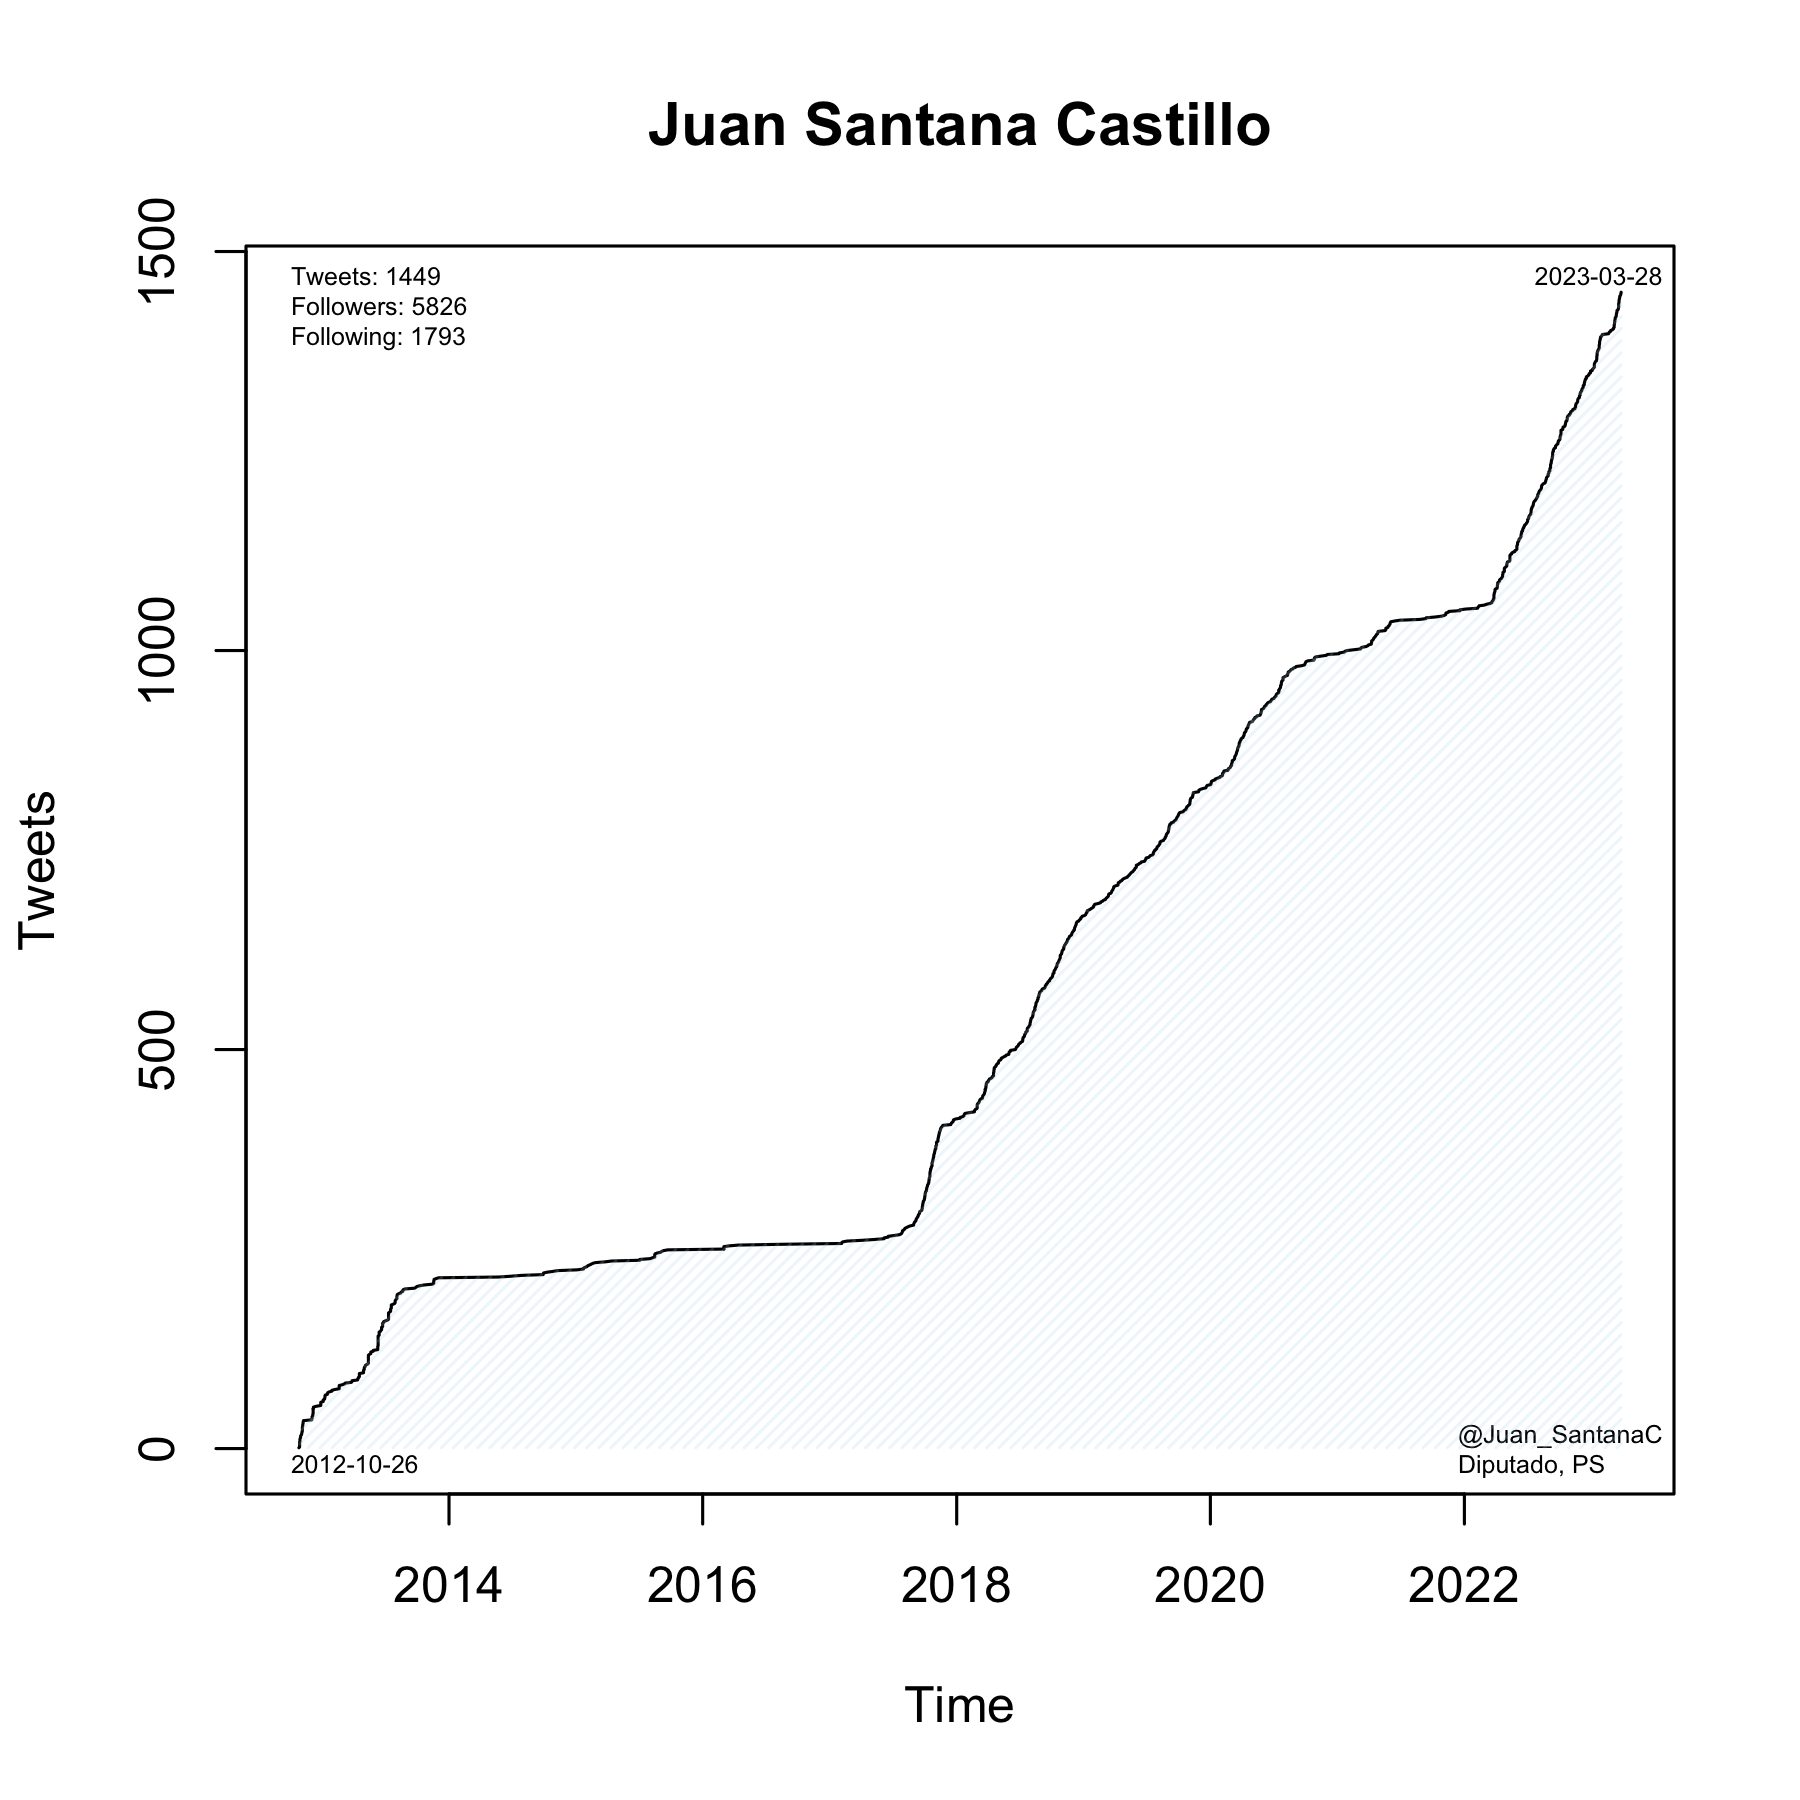 Juan Santana Castillo
Tweets: 1449
Followers: 5826
Following: 1793
2023-03-28
1500
1000
500
0
Tweets
@Juan_SantanaC
Diputado, PS
2012-10-26
2014
2016
2018
2020
2022
Time